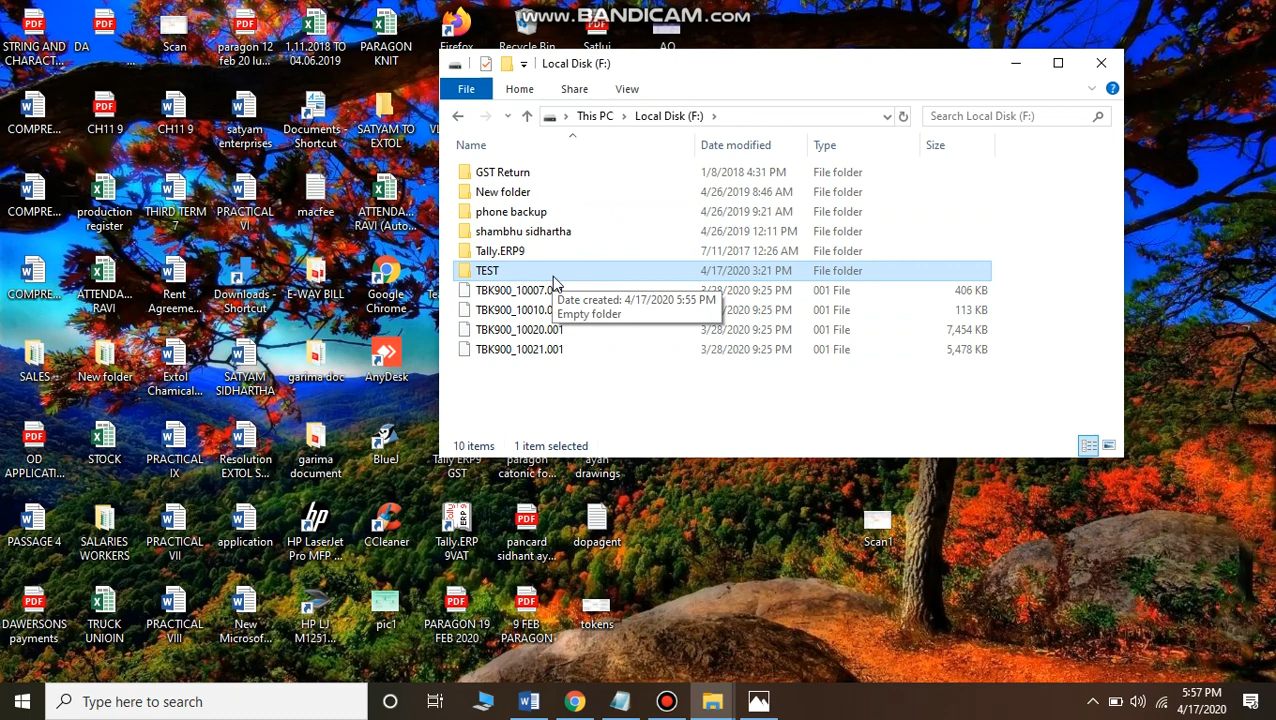 www.BANDICAM.com
STRING AND CHARACT...
DA
Scan
paragon 12 feb 20 lu...
1.11.2018 TO 04.06.2019
PARAGON KNIT
Firefox
Recycle Bin
Satluj
AO
Local Disk (F:)
File
Home
Share
View
This PC
Local Disk (F:)
Search Local Disk (F:)
Name
Date modified
Type
Size
GST Return 1/8/2018 4:31 PM File folder
New folder 4/26/2019 8:46 AM File folder
phone backup 4/26/2019 9:21 AM File folder
shambhu sidhartha 4/26/2019 12:11 PM File folder
Tally.ERP9 7/11/2017 12:26 AM File folder
TEST 4/17/2020 3:21 PM File folder
TBK900_10007.001 9:25 PM 001 File 406 KB
Date created: 4/17/2020 5:55 PM
Empty folder
TBK900_10010.0 9:25 PM 001 File 113 KB
TBK900_10020.001 3/28/2020 9:25 PM 001 File 7,454 KB
TBK900_10021.001 3/28/2020 9:25 PM 001 File 5,478 KB
10 items
1 item selected
COMPRE...
CH11 9
CH11 9
satyam enterprises
Documents - Shortcut
SATYAM TO EXTOL
COMPRE...
production register
THIRD TERM 7
PRACTICAL VI
macfee
ATTENDA... RAVI (Auto...
COMPRE...
ATTENDA... RAVI
Rent Agreeme...
Downloads - Shortcut
E-WAY BILL
Google Chrome
SALES
New folder
Extol Chamical...
SATYAM SIDHARTHA
garima doc
AnyDesk
OD APPLICATI...
STOCK
PRACTICAL IX
Resolution EXTOL S...
garima document
BlueJ
Tally ERP9 GST
paragon catonic fo...
ayan drawings
PASSAGE 4
SALARIES WORKERS
PRACTICAL VII
application
HP LaserJet Pro MFP ...
CCleaner
Tally.ERP 9VAT
pancard sidhant ay...
dopagent
Scan1
DAWERSONS payments
TRUCK UNIOIN
PRACTICAL VIII
New Microsof...
HP LJ M1251...
pic1
PARAGON 19 FEB 2020
9 FEB PARAGON
tokens
Type here to search
5:57 PM
4/17/2020